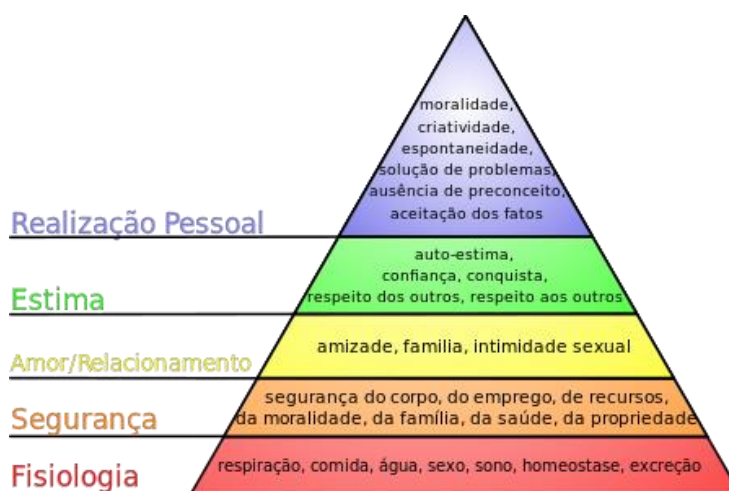 moralidade,
criatividade,
espontaneidade,
solução de problemas,
ausência de preconceito,
aceitação dos fatos
Realização Pessoal
auto-estima,
confiança, conquista,
respeito dos outros, respeito aos outros
Estima
amizade, familia, intimidade sexual
Amor/Relacionamento
segurança do corpo, do emprego, de recursos,
da moralidade, da família, da saúde, da propriedade
Segurança
respiração, comida, água, sexo, sono, homeostase, excreção
Fisiologia